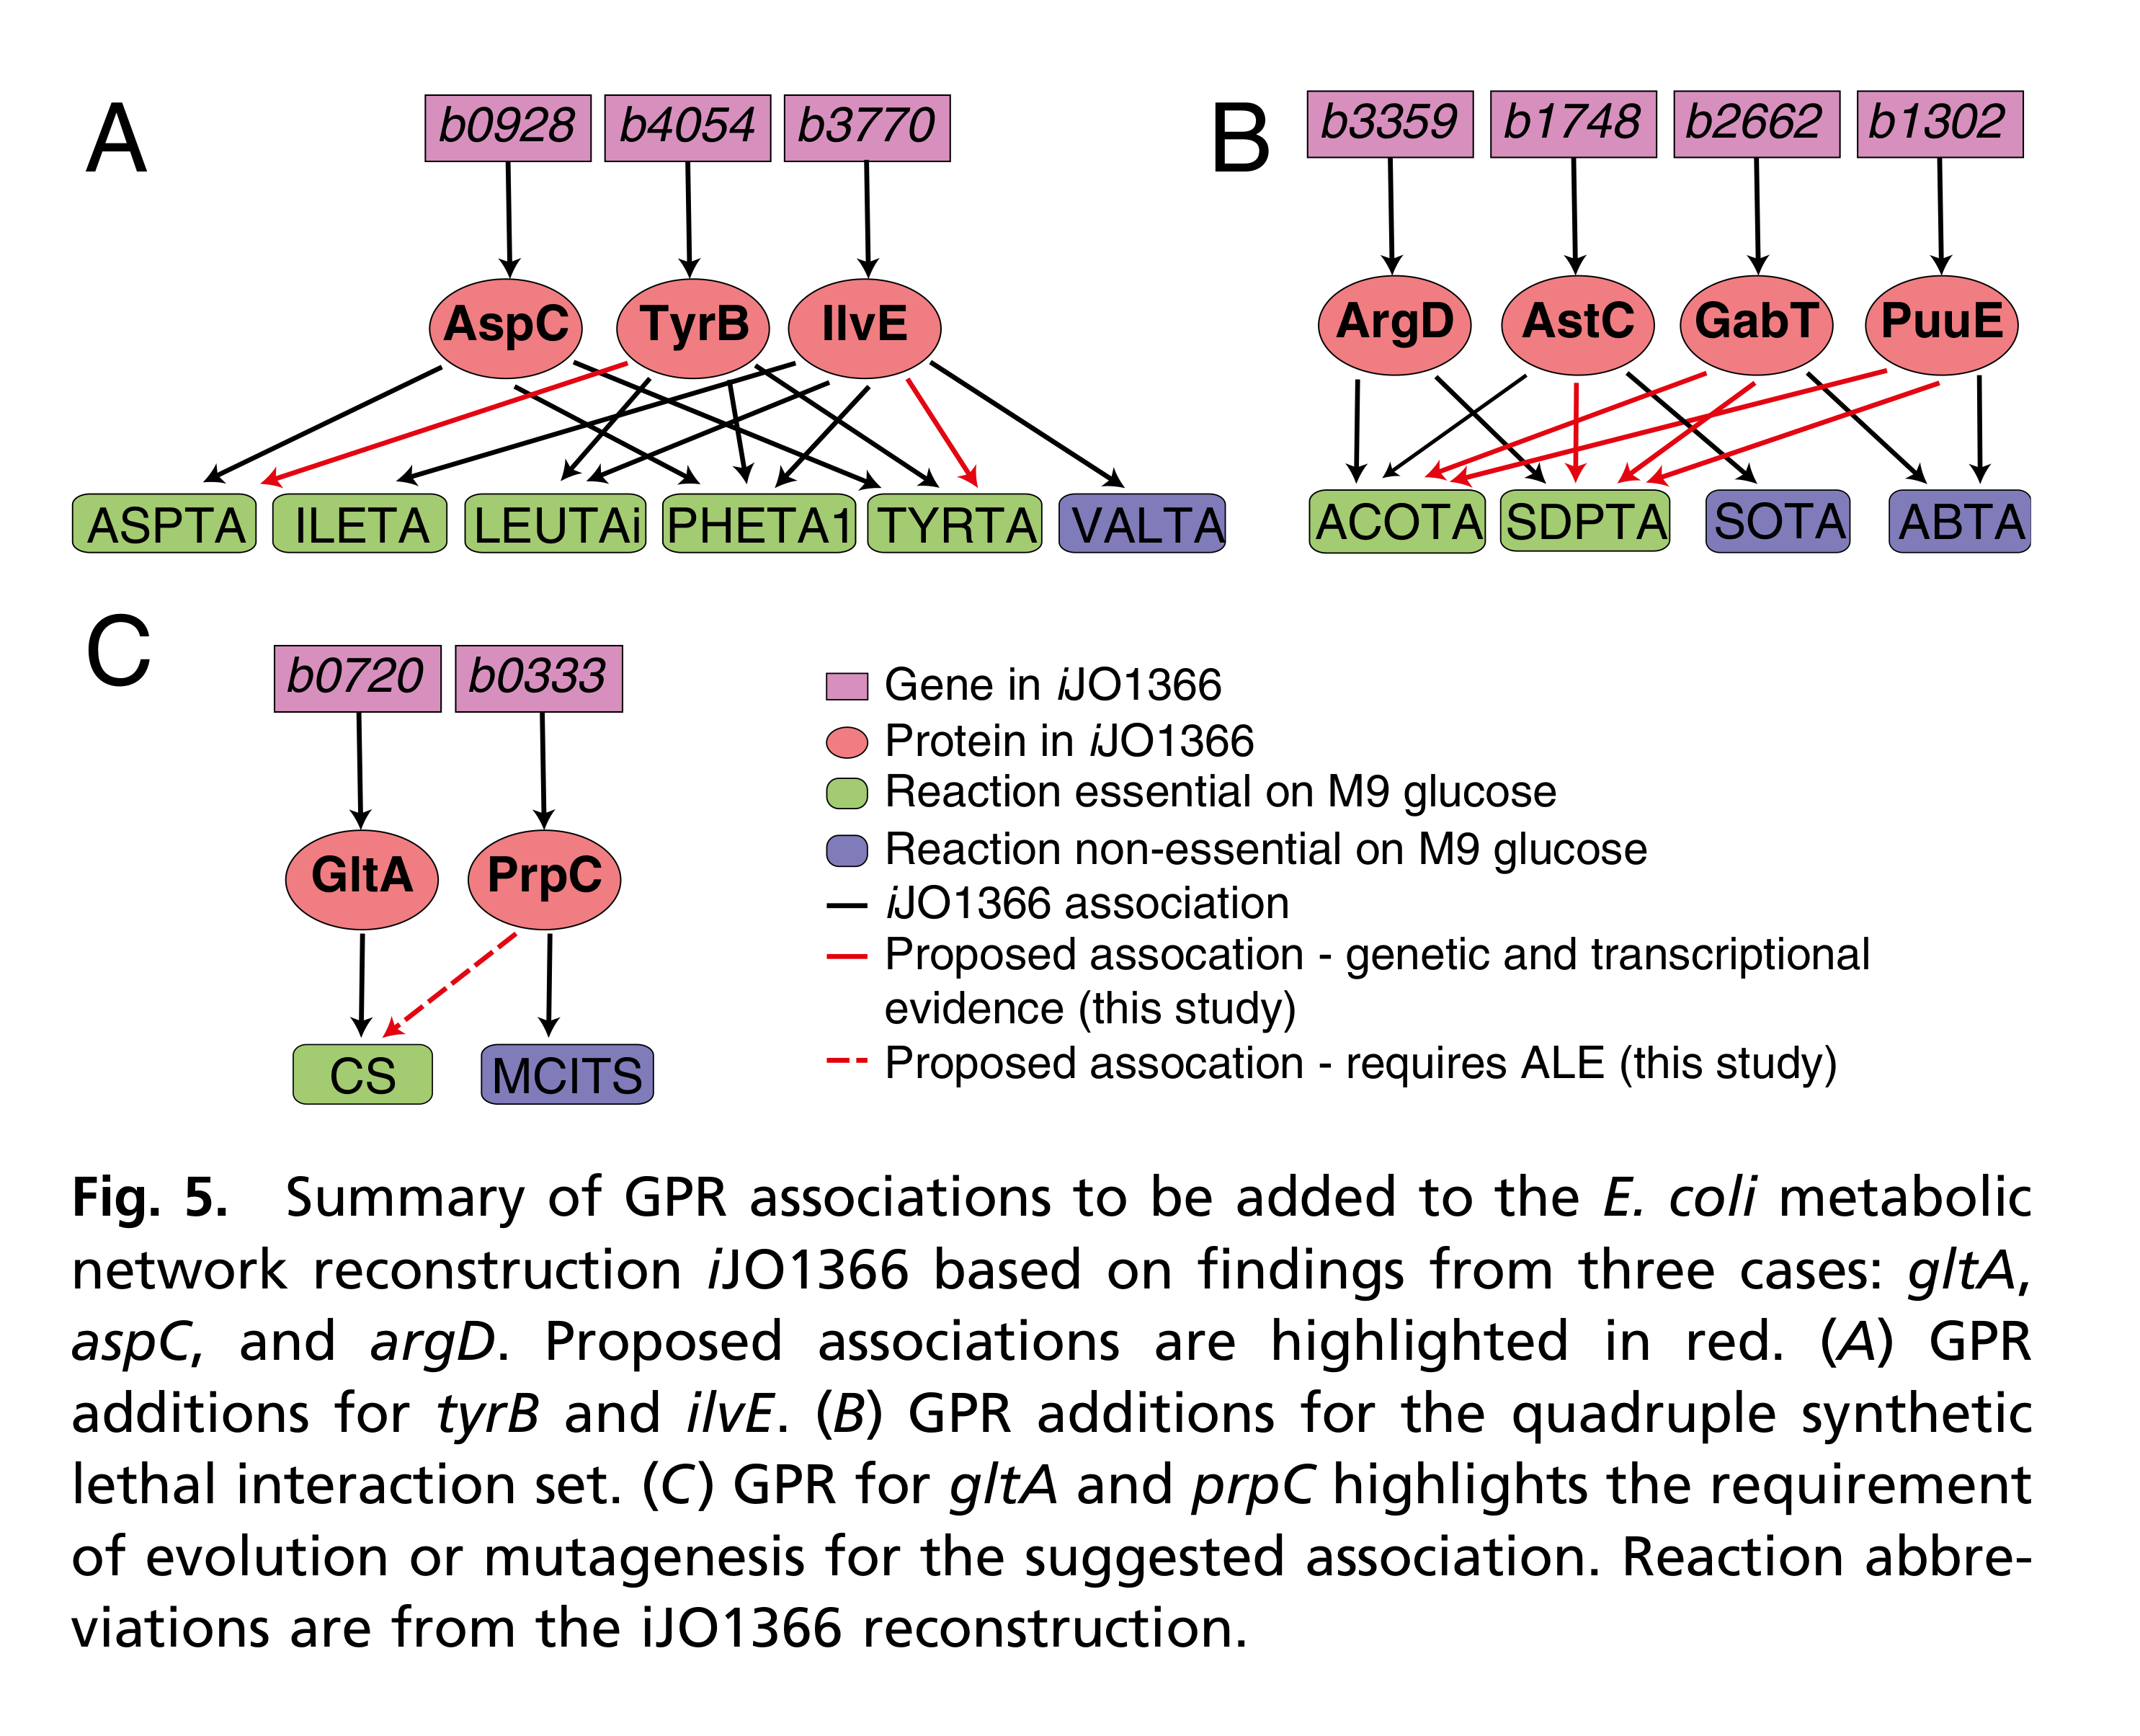 A
b0928 b4054 b3770
AspC TyrB IlvE
ASPTA ILETA LEUTAi PHETA1 TYRTA VALTA
B
b3359 b1748 b2662 b1302
ArgD AstC GabT PuuE
ACOTA SDPTA SOTA ABTA
C
b0720 b0333
GltA PrpC
CS MCITS
Gene in iJO1366
Protein in iJO1366
Reaction essential on M9 glucose
Reaction non-essential on M9 glucose
iJO1366 association
Proposed assocation - genetic and transcriptional
evidence (this study)
Proposed assocation - requires ALE (this study)
Fig. 5. Summary of GPR associations to be added to the E. coli metabolic
network reconstruction iJO1366 based on findings from three cases: gltA,
aspC, and argD. Proposed associations are highlighted in red. (A) GPR
additions for tyrB and ilvE. (B) GPR additions for the quadruple synthetic
lethal interaction set. (C) GPR for gltA and prpC highlights the requirement
of evolution or mutagenesis for the suggested association. Reaction abbre-
viations are from the iJO1366 reconstruction.